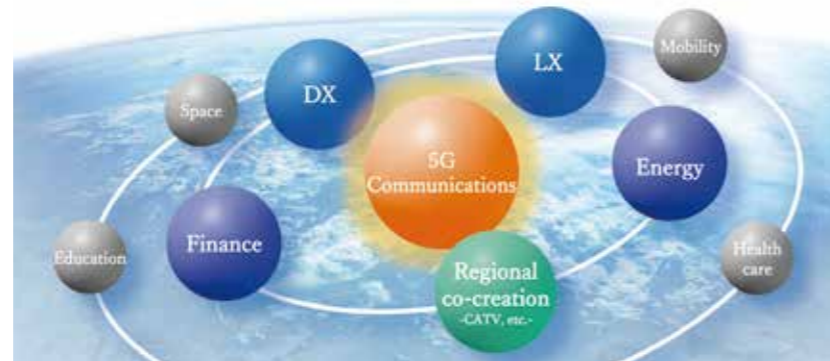 Mobility
LX
DX
Space
5G
Communications
Energy
Finance
Education
Health
care
Regional
co-creation
-CATV, etc.-